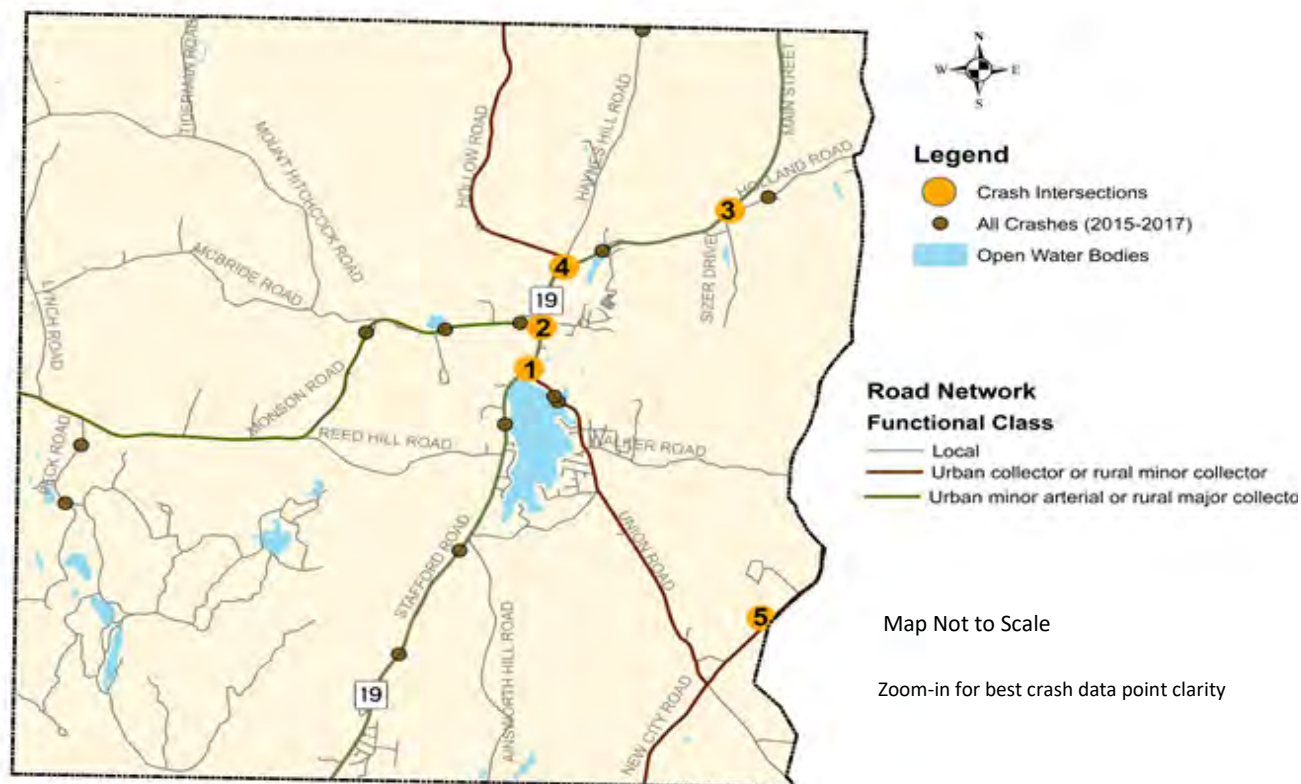 N
W E
S
Legend
Crash Intersections
All Crashes (2015-2017)
Open Water Bodies
Road Network
Functional Class
Local
Urban collector or rural minor collector
Urban minor arterial or rural major collecto
Map Not to Scale
Zoom-in for best crash data point clarity
TIDERMAN ROAD
MOUNT HITCHCOCK ROAD
HOLLOW ROAD
HAYNES HILL ROAD
MAIN STREET
HOLLAND ROAD
3
SIZER DRIVE
4
MCBRIDE ROAD
LYNCH ROAD
19
2
1
MONSON ROAD
REED HILL ROAD
WALKER ROAD
STAFFORD ROAD
UNION ROAD
5
AINSWORTH HILL ROAD
19
NEW CITY ROAD
ROAD